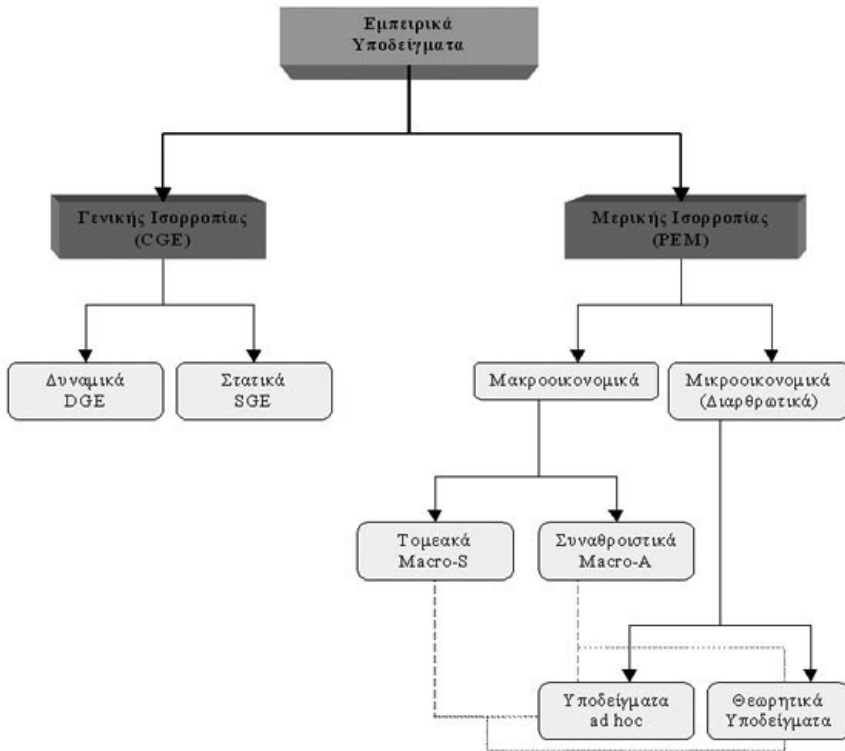 Εμπειρικά
Υποδείγματα
Γενικής Ισορροπίας
(CGE)
Μερικής Ισορροπίας
(PEM)
Δυναμικά
DGE
Στατικά
SGE
Μακροοικονομικά
Μικροοικονομικά
(Διαρθρωτικά)
Τομεακά
Macro-S
Συναθροιστικά
Macro-A
Υποδείγματα
ad hoc
Θεωρητικά
Υποδείγματα